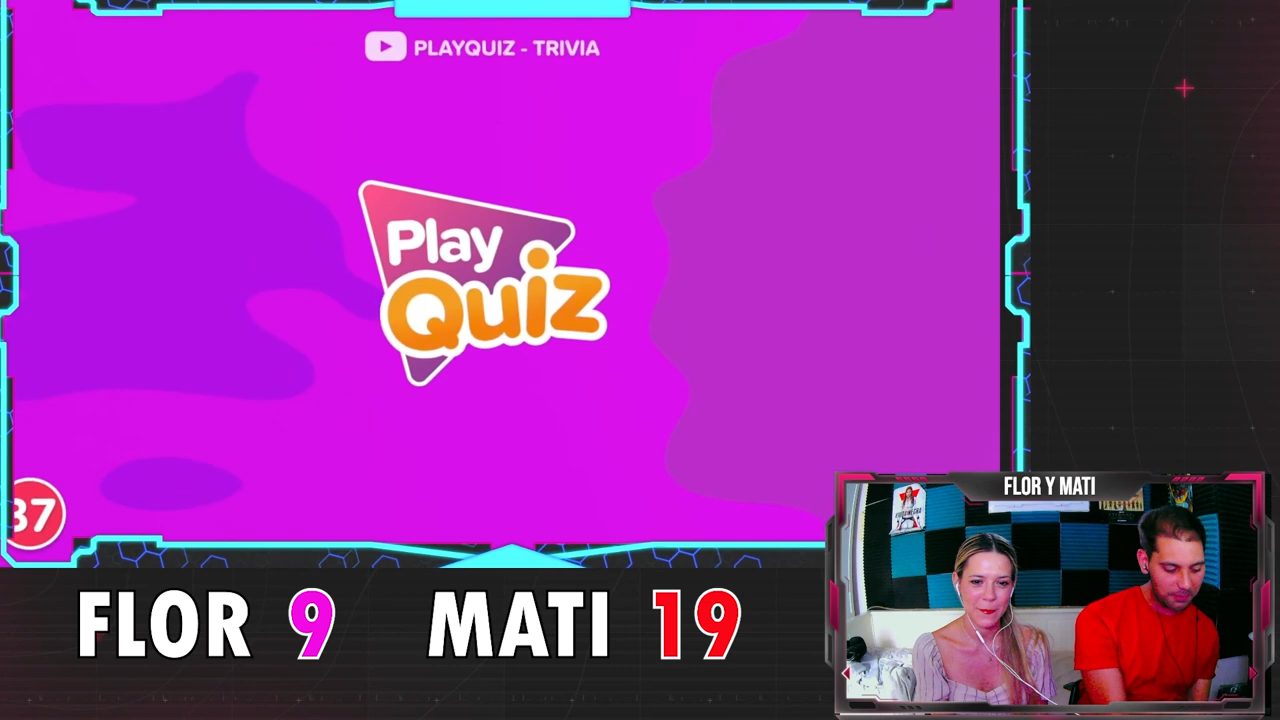 PLAYQUIZ - TRIVIA
Play
Quiz
37
FLOR Y MATI
FLOR 9 MATI 19